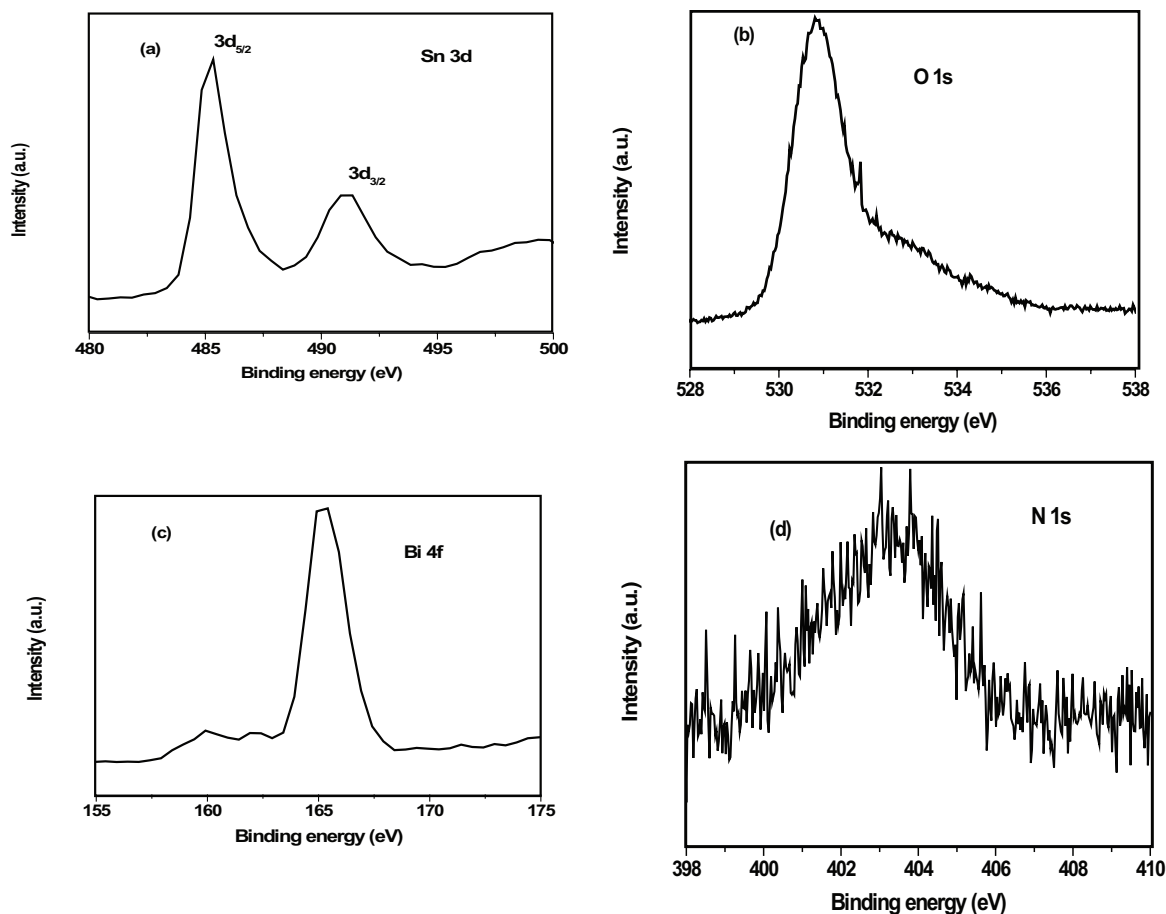 (a)
3d5/2
Sn 3d
3d3/2
Intensity (a.u.)
480 485 490 495 500
Binding energy (eV)
(b)
O 1s
Intensity (a.u.)
528 530 532 534 536 538
Binding energy (eV)
(c)
Bi 4f
Intensity (a.u.)
155 160 165 170 175
Binding energy (eV)
(d)
N 1s
Intensity (a.u.)
398 400 402 404 406 408 410
Binding energy (eV)